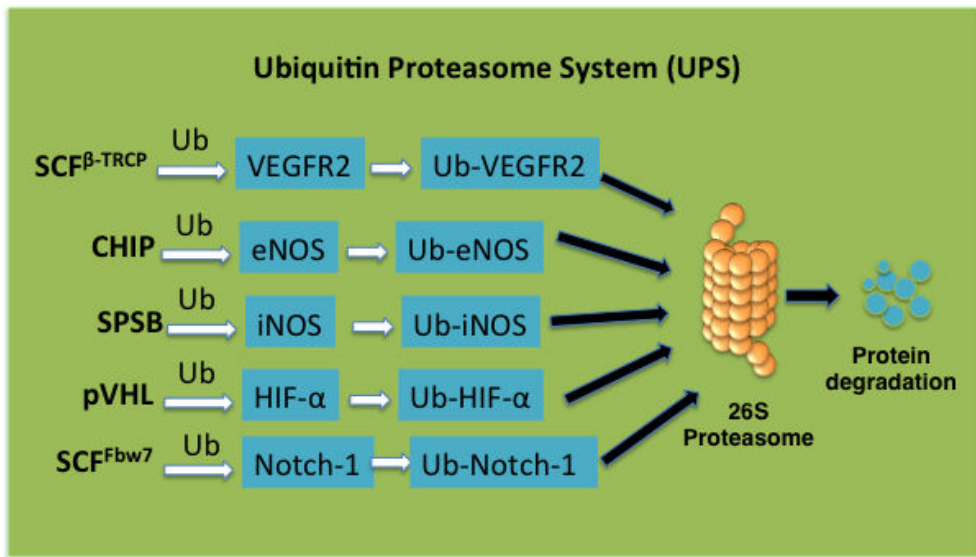 Ubiquitin Proteasome System (UPS)
SCFβ-TRCP Ub VEGFR2 Ub-VEGFR2
CHIP Ub eNOS Ub-eNOS
SPSB Ub iNOS Ub-iNOS
pVHL Ub HIF-α Ub-HIF-α
SCFFbw7 Ub Notch-1 Ub-Notch-1
26S
Proteasome
Protein
degradation